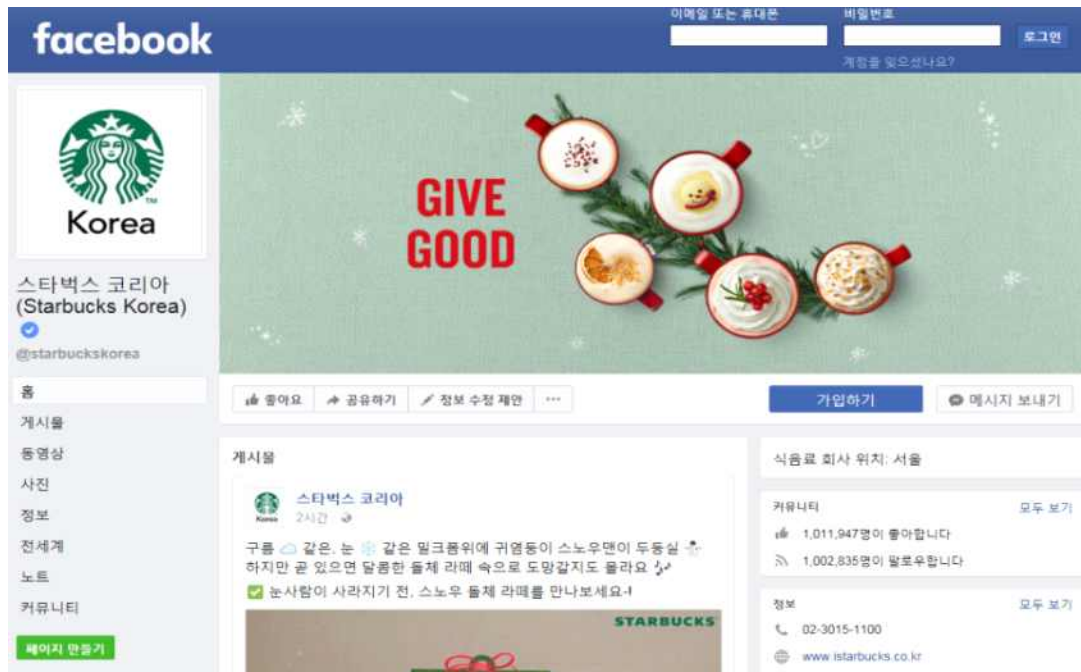 facebook
이메일 또는 휴대폰
비밀번호
로그인
계정을 잊으셨나요?
Korea
TM
스타벅스 코리아
(Starbucks Korea)
@starbuckskorea
홈
게시물
동영상
사진
정보
전세계
노트
커뮤니티
페이지 만들기
GIVE
GOOD
좋아요
공유하기
정보 수정 제안
...
가입하기
메시지 보내기
게시물
Korea
스타벅스 코리아
2시간 ·
구름 ☁ 같은, 눈 ❄ 같은 밀크폼위에 귀염둥이 스노우맨이 두둥실 ⛄
하지만 곧 있으면 달콤한 돌체 라떼 속으로 도망갈지도 몰라요 🎶
✅ 눈사람이 사라지기 전, 스노우 돌체 라떼를 만나보세요-!
STARBUCKS
식음료 회사 위치: 서울
커뮤니티
모두 보기
1,011,947명이 좋아합니다
1,002,835명이 팔로우합니다
정보
모두 보기
02-3015-1100
www.istarbucks.co.kr